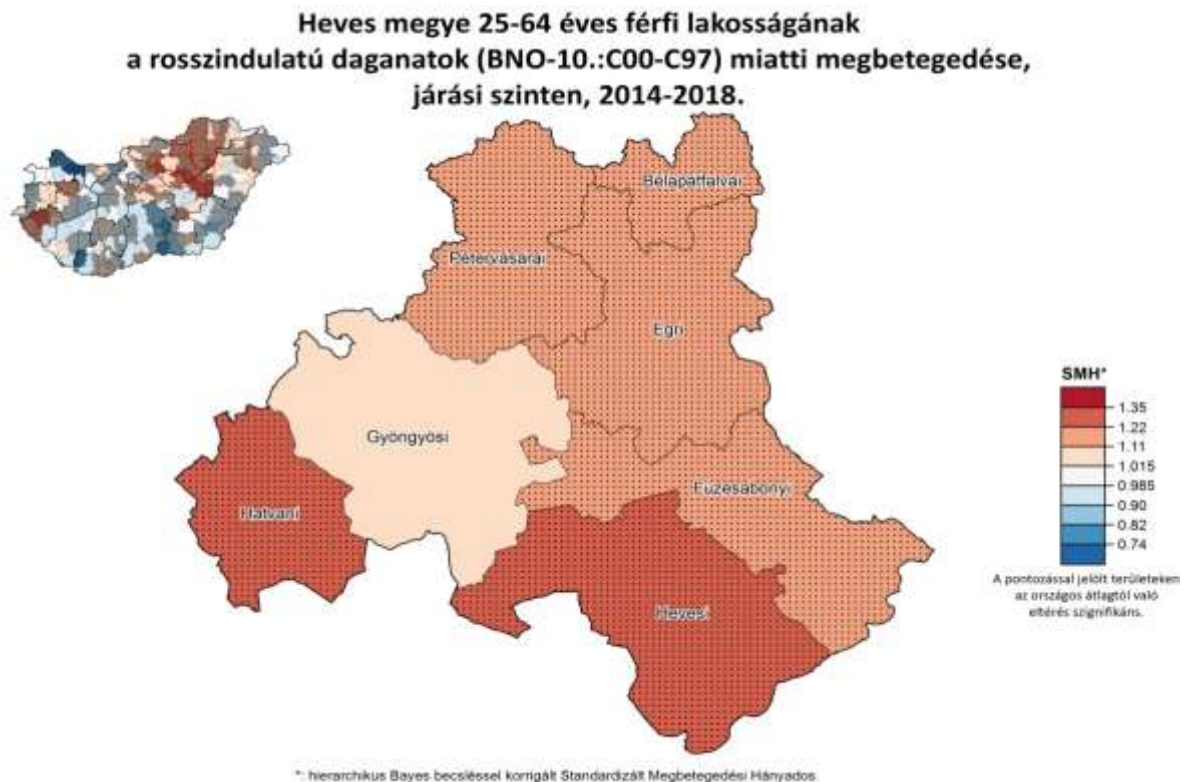 Heves megye 25-64 éves férfi lakosságának
a rosszindulatú daganatok (BNO-10.:C00-C97) miatti megbetegedése,
járási szinten, 2014-2018.
Bélapátfalvai
Pétervásárai
Egri
Gyöngyösi
Hatvani
Füzesabonyi
Hevesi
SMH*
1.35
1.22
1.11
1.015
0.985
0.90
0.82
0.74
A pontozással jelölt területeken
az országos átlagtól való
eltérés szignifikáns.
*: hierarchikus Bayes becsléssel korrigált Standardizált Megbetegedési Hányados